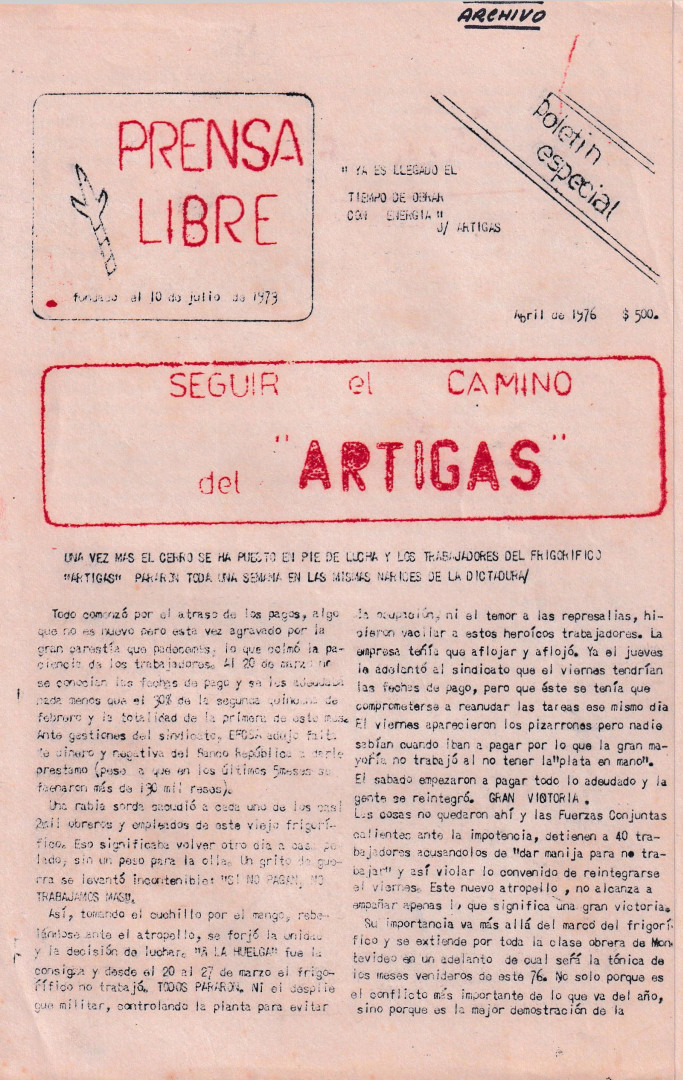 ARCHIVO
PRENSA
LIBRE
fundado el 10 de julio de 1973
" YA ES LLEGADO EL
TIEMPO DE OBRAR
CON ENERGIA "
J/ ARTIGAS
boletin
especial
Abril de 1976 $ 500.
SEGUIR el CAMINO
del "ARTIGAS"
UNA VEZ MAS EL CERRO SE HA PUESTO EN PIE DE LUCHA Y LOS TRABAJADORES DEL FRIGORIFICO
"ARTIGAS" PARARON TODA UNA SEMANA EN LAS MISMAS NARICES DE LA DICTADURA/
Todo comenzó por el atraso de los pagos, algo
que no es nuevo pero esta vez agravado por la
gran carestía que padecemos, lo que colmó la pa-
ciencia de los trabajadores. Al 20 de marzo no
se conocían las fechas de pago y se les adeudaba
nada menos que el 30% de la segunda quincena de
febrero y la totalidad de la primera de este mes.
Ante gestiones del sindicato, EFCSA adujo falta
de dinero y negativa del Banco República a darle
prestamo (pese a que en los últimos 5meses se
faenaron más de 130 mil reses).
Una rabia sorda sacudió a cada uno de los casi
2mil obreros y empleados de este viejo frigorí-
fico. Eso significaba volver otro día a casa pe-
lado, sin un peso para la olla. Un grito de gue-
rra se levantó incontenible: "SI NO PAGAN, NO
TRABAJAMOS MAS".
Así, tomando el cuchillo por el mango, rebe-
lándose ante el atropello, se forjó la unidad
y la decisión de luchar. "A LA HUELGA" fue la
consigna y desde el 20 al 27 de marzo el frigo-
rífico no trabajó. TODOS PARARON. Ni el desplie
gue militar, controlando la planta para evitar
la ocupación, ni el temor a las represalias, hi-
cieron vacilar a estos heroícos trabajadores. La
empresa tenía que aflojar y aflojó. Ya el jueves
le adelantó al sindicato que el viernes tendrían
las fechas de pago, pero que éste se tenía que
comprometerse a reanudar las tareas ese mismo día
El viernes aparecieron los pizarrones pero nadie
sabían cuando iban a pagar por lo que la gran ma-
yoría no trabajó al no tener la"plata en mano".
El sabado empezaron a pagar todo lo adeudado y la
gente se reintegró. GRAN VICTORIA .
Las cosas no quedaron ahí y las Fuerzas Conjuntas
calientes ante la impotencia, detienen a 40 tra-
bajadores acusandolos de "dar manija para no tra-
bajar" y así violar lo convenido de reintegrarse
el viernes. Este nuevo atropello , no alcanza a
empañar apenas lo que significa una gran victoria.
Su importancia va más allá del marco del frigorí-
fico y se extiende por toda la clase obrera de Mon
tevideo en un adelanto de cual será la tónica de
los meses venideros de este 76. No solo porque es
el conflicto más importante de lo que va del año,
sino porque es la mejor demostración de la